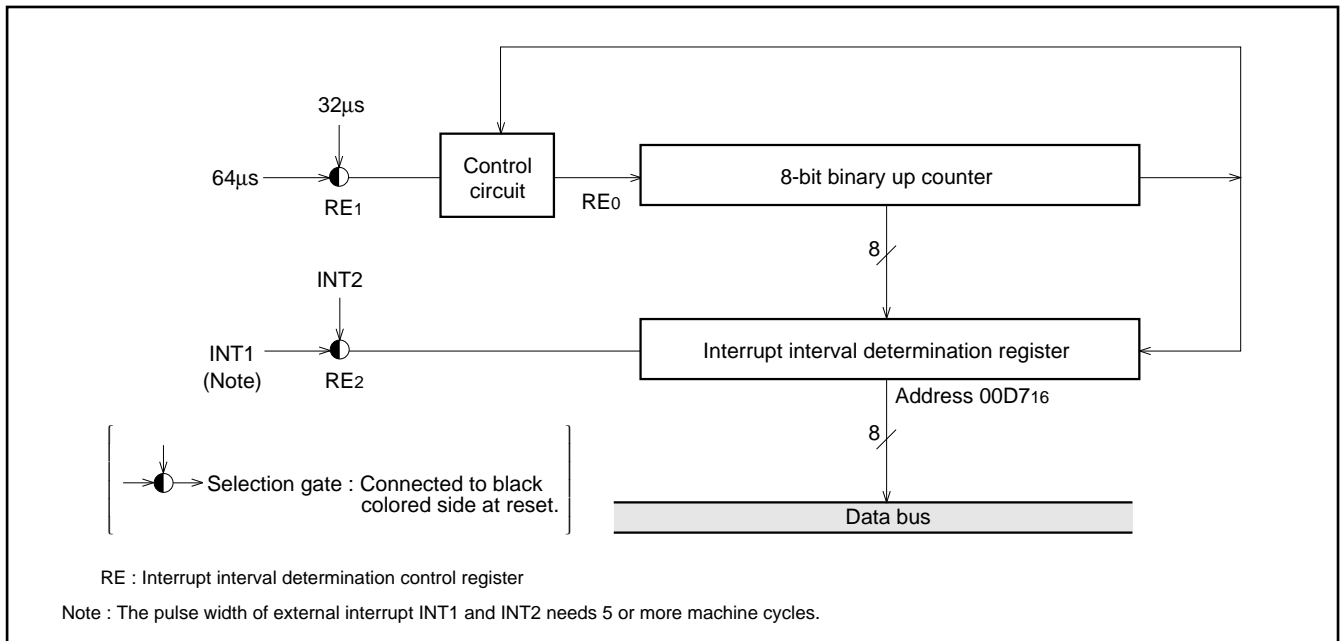 32μs
64μs
RE1
Control
circuit
RE0
8-bit binary up counter
8
INT2
INT1
(Note)
RE2
Interrupt interval determination register
Address 00D716
8
Selection gate : Connected to black
colored side at reset.
Data bus
RE : Interrupt interval determination control register
Note : The pulse width of external interrupt INT1 and INT2 needs 5 or more machine cycles.